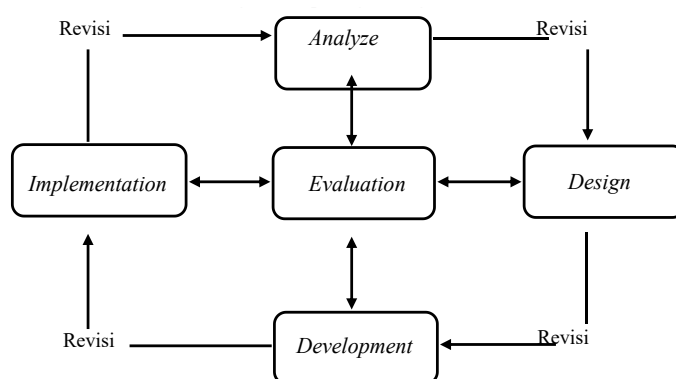 Revisi
Analyze
Revisi
Implementation
Evaluation
Design
Revisi
Development
Revisi